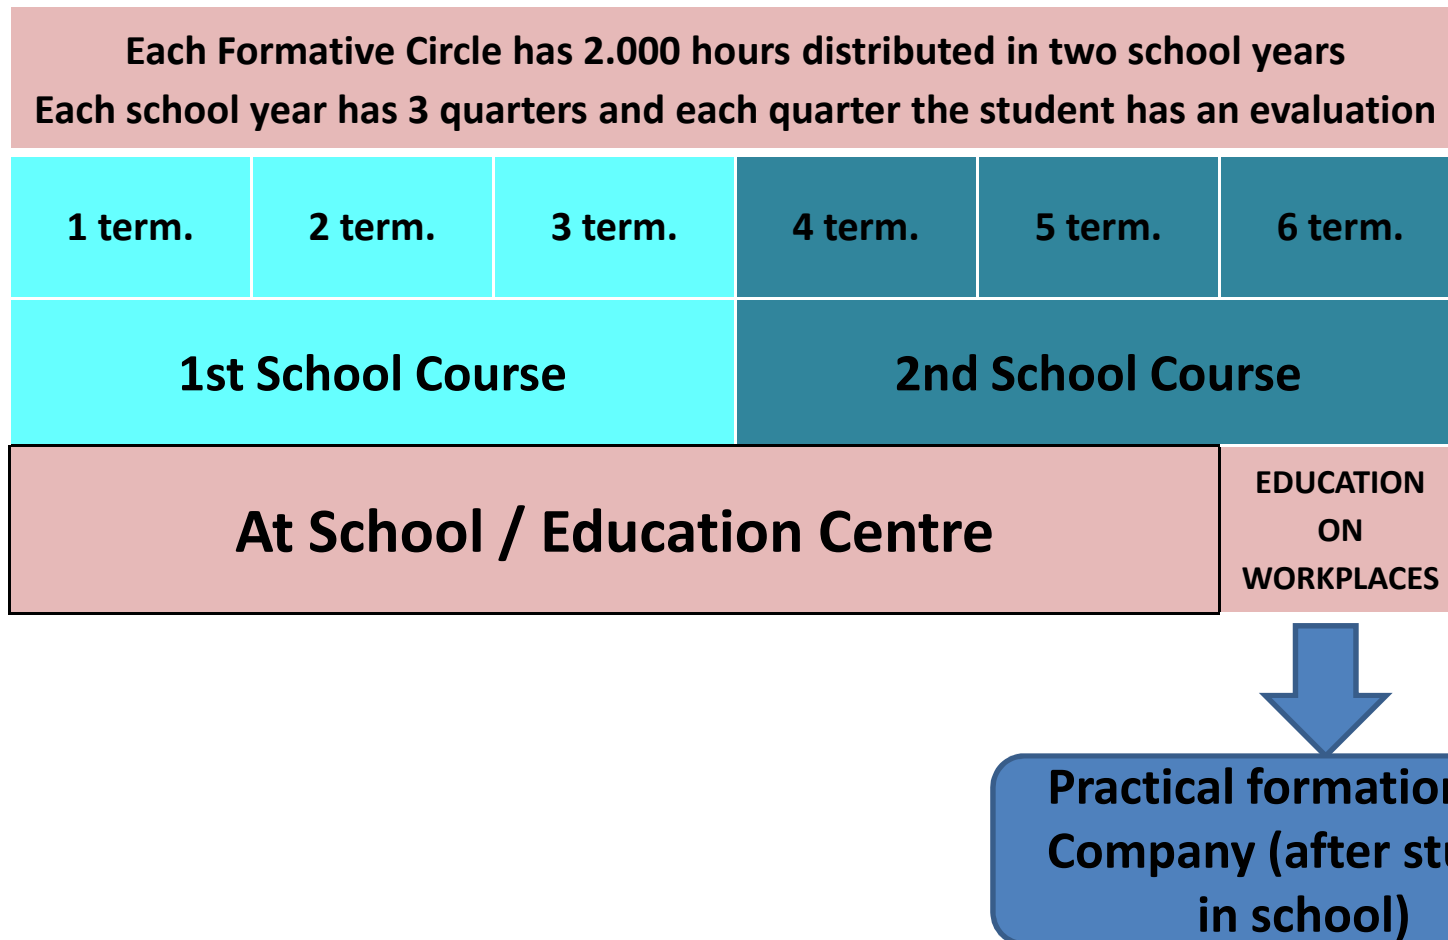 Each Formative Circle has 2.000 hours distributed in two school years
Each school year has 3 quarters and each quarter the student has an evaluation
1 term. 2 term. 3 term. 4 term. 5 term. 6 term.
1st School Course 2nd School Course
At School / Education Centre
EDUCATION
ON
WORKPLACES
Practical
Company (after
in school)